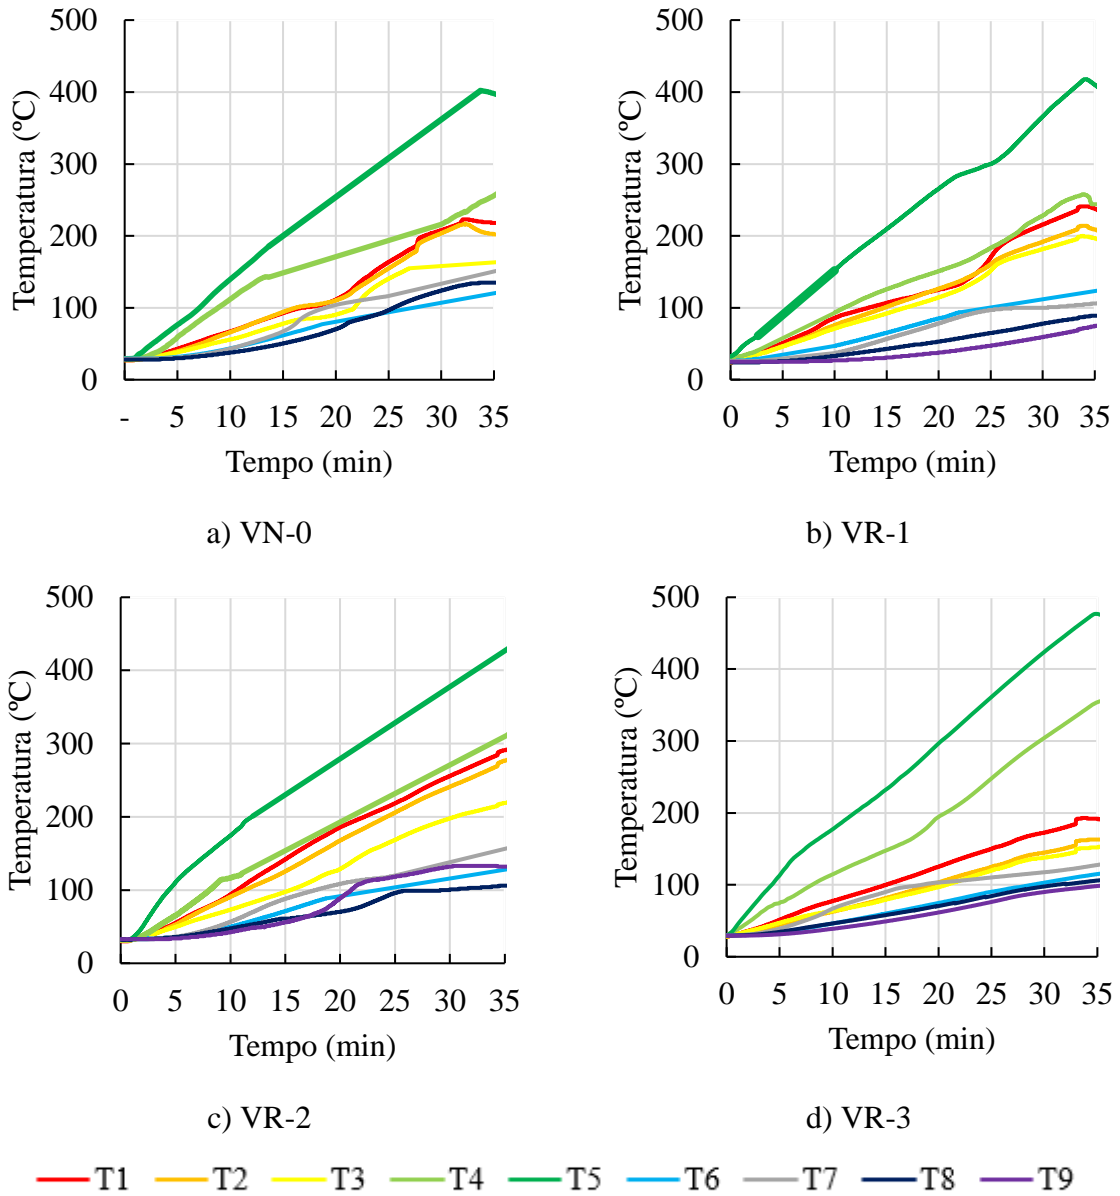 500
400
300
200
100
0
Temperatura (ºC)
- 5 10 15 20 25 30 35
Tempo (min)
a) VN-0
500
400
300
200
100
0
Temperatura (ºC)
0 5 10 15 20 25 30 35
Tempo (min)
b) VR-1
500
400
300
200
100
0
Temperatura (ºC)
0 5 10 15 20 25 30 35
Tempo (min)
c) VR-2
500
400
300
200
100
0
Temperatura (ºC)
0 5 10 15 20 25 30 35
Tempo (min)
d) VR-3
T1 T2 T3 T4 T5 T6 T7 T8 T9